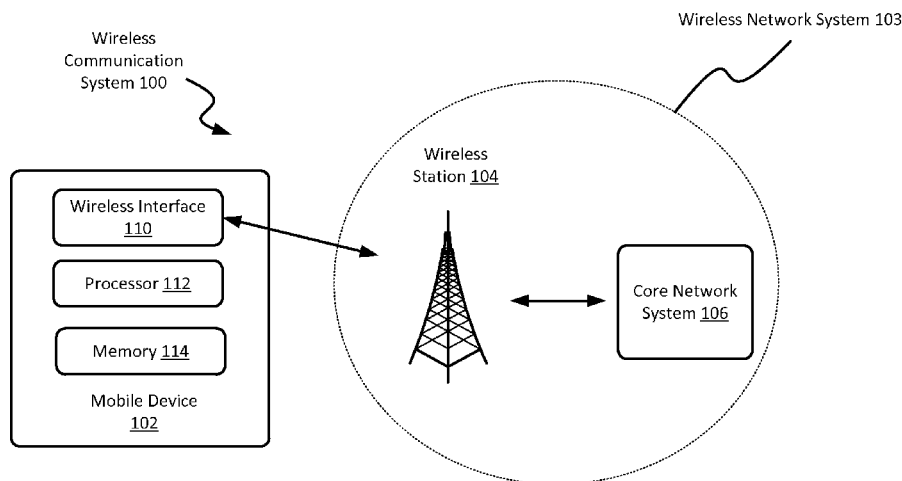 Wireless Network System 103
Wireless
Communication
System 100
Wireless
Station 104
Wireless Interface
110
Processor 112
Memory 114
Mobile Device
102
Core Network
System 106